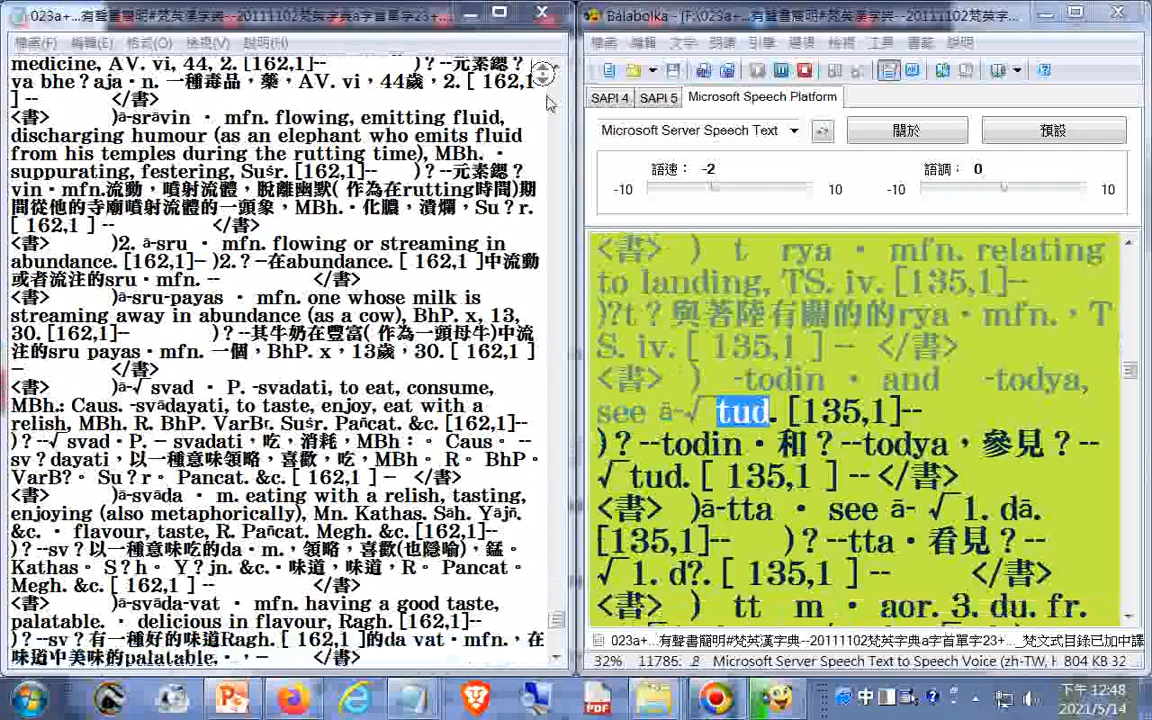 023a+...有聲書簡明#梵英漢字典--20111102梵英字典a字首單字23+...
檔案(F) 編輯(E) 格式(O) 檢視(V) 說明(H)
medicine, AV. vi, 44, 2. [162,1]-- )?--元素鍶？
ya bhe?aja‧n. 一種毒品，藥，AV. vi，44歲，2. [ 162,1
] -- </書>
<書> )ā-srāvin ‧ mfn. flowing, emitting fluid,
discharging humour (as an elephant who emits fluid
from his temples during the rutting time), MBh. ‧
suppurating, festering, Suśr. [162,1]-- )?--元素鍶？
vin‧mfn.流動，噴射流體，脫離幽默( 作為在rutting時間)期
間從他的寺廟噴射流體的一頭象，MBh.‧化膿，潰爛，Su？r.
[ 162,1 ] -- </書>
<書> )2. ā-sru ‧ mfn. flowing or streaming in
abundance. [162,1]-- )2.？--在abundance. [ 162,1 ]中流動
或者流注的sru‧mfn. -- </書>
<書> )ā-sru-payas ‧ mfn. one whose milk is
streaming away in abundance (as a cow), BhP. x, 13,
30. [162,1]-- )？--其牛奶在豐富( 作為一頭母牛)中流
注的sru payas‧mfn. 一個，BhP. x，13歲，30. [ 162,1 ]
-- </書>
<書> )ā-√ svad ‧ P. -svadati, to eat, consume,
MBh.: Caus. -svādayati, to taste, enjoy, eat with a
relish, MBh. R. BhP. VarBṛ. Suśr. Pañcat. &c. [162,1]--
)？--√ svad‧P. -- svadati，吃，消耗，MBh：。 Caus。 --
sv？dayati，以一種意味領略，喜歡，吃，MBh。 R。 BhP。
VarB?。 Su？r。 Pancat. &c. [ 162,1 ] -- </書>
<書> )ā-svāda ‧ m. eating with a relish, tasting,
enjoying (also metaphorically), Mn. Kathas. Sāh. Yājñ.
&c. ‧ flavour, taste, R. Pañcat. Megh. &c. [162,1]--
)？--sv？以一種意味吃的da‧m.，領略，喜歡(也隱喻)，錳。
Kathas。 S？h。 Y？jn. &c.‧味道，味道，R。 Pancat。
Megh. &c. [ 162,1 ] -- </書>
<書> )ā-svāda-vat ‧ mfn. having a good taste,
palatable. ‧ delicious in flavour, Ragh. [162,1]--
)？--sv？有一種好的味道Ragh. [ 162,1 ]的da vat‧mfn.，在
味道中美味的palatable.‧，-- </書>
Balabolka - [F:\023a+...有聲書簡明#梵英漢字典--20111102梵英字...
檔案 編輯 文字 朗讀 引擎 選項 檢視 工具 書籤 說明
SAPI 4 SAPI 5 Microsoft Speech Platform
Microsoft Server Speech Text 關於 預設
語速： -2 語調： 0
-10 10 -10 10
<書> ) t rya ‧ mfn. relating
to landing, TS. iv. [135,1]--
)?t？與著陸有關的的rya‧mfn.，T
S. iv. [ 135,1 ] -- </書>
<書> ) -todin ‧ and -todya,
see ā-√ tud. [135,1]--
)？--todin‧和？--todya，參見？--
√ tud. [ 135,1 ] -- </書>
<書> )ā-tta ‧ see ā- √ 1. dā.
[135,1]-- )？--tta‧看見？--
√ 1. d?. [ 135,1 ] -- </書>
<書> ) tt m ‧ aor. 3. du. fr.
023a+...有聲書簡明#梵英漢字典--20111102梵英字典a字首單字23+..._梵文式目錄已加中譯
32% 11785. Microsoft Server Speech Text to Speech Voice (zh-TW, H 804 KB 32
中
下午 12:48
2021/5/14